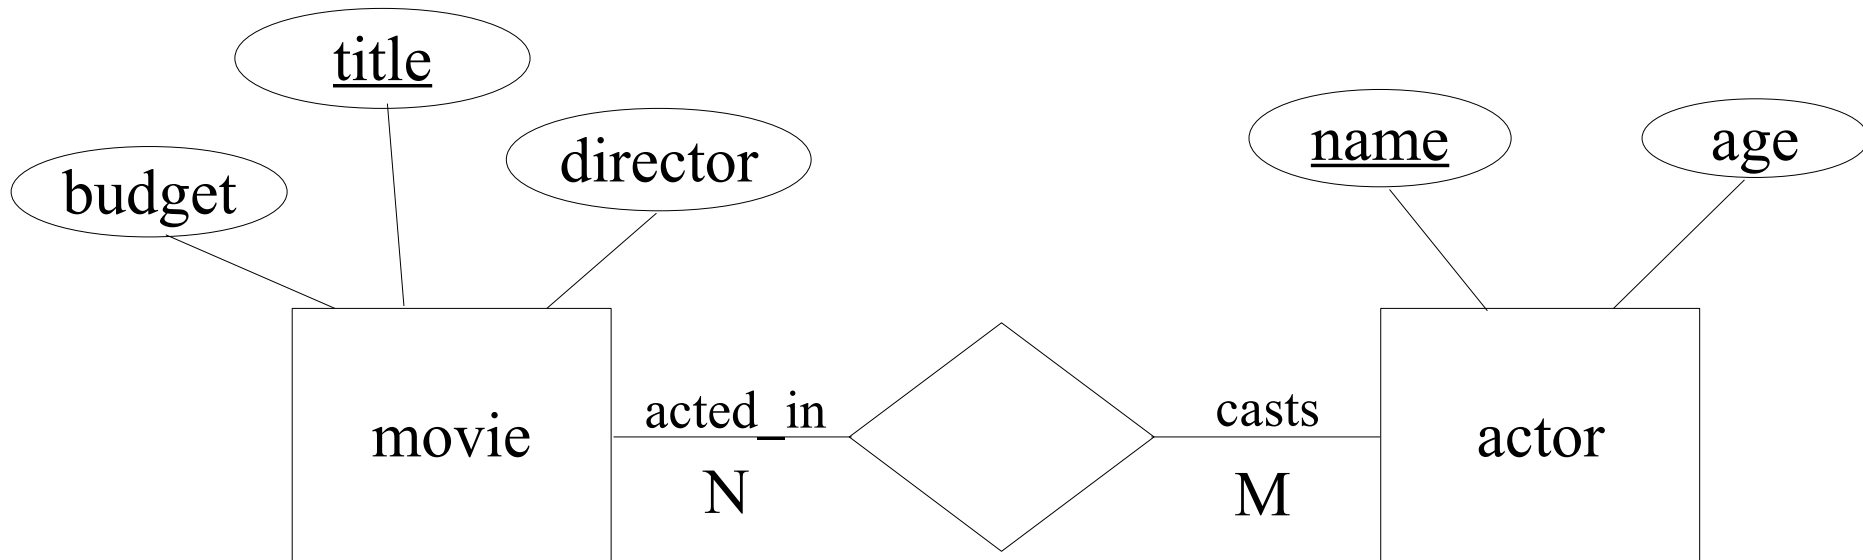 title
budget
director
name
age
movie
acted_in
N
casts
M
actor